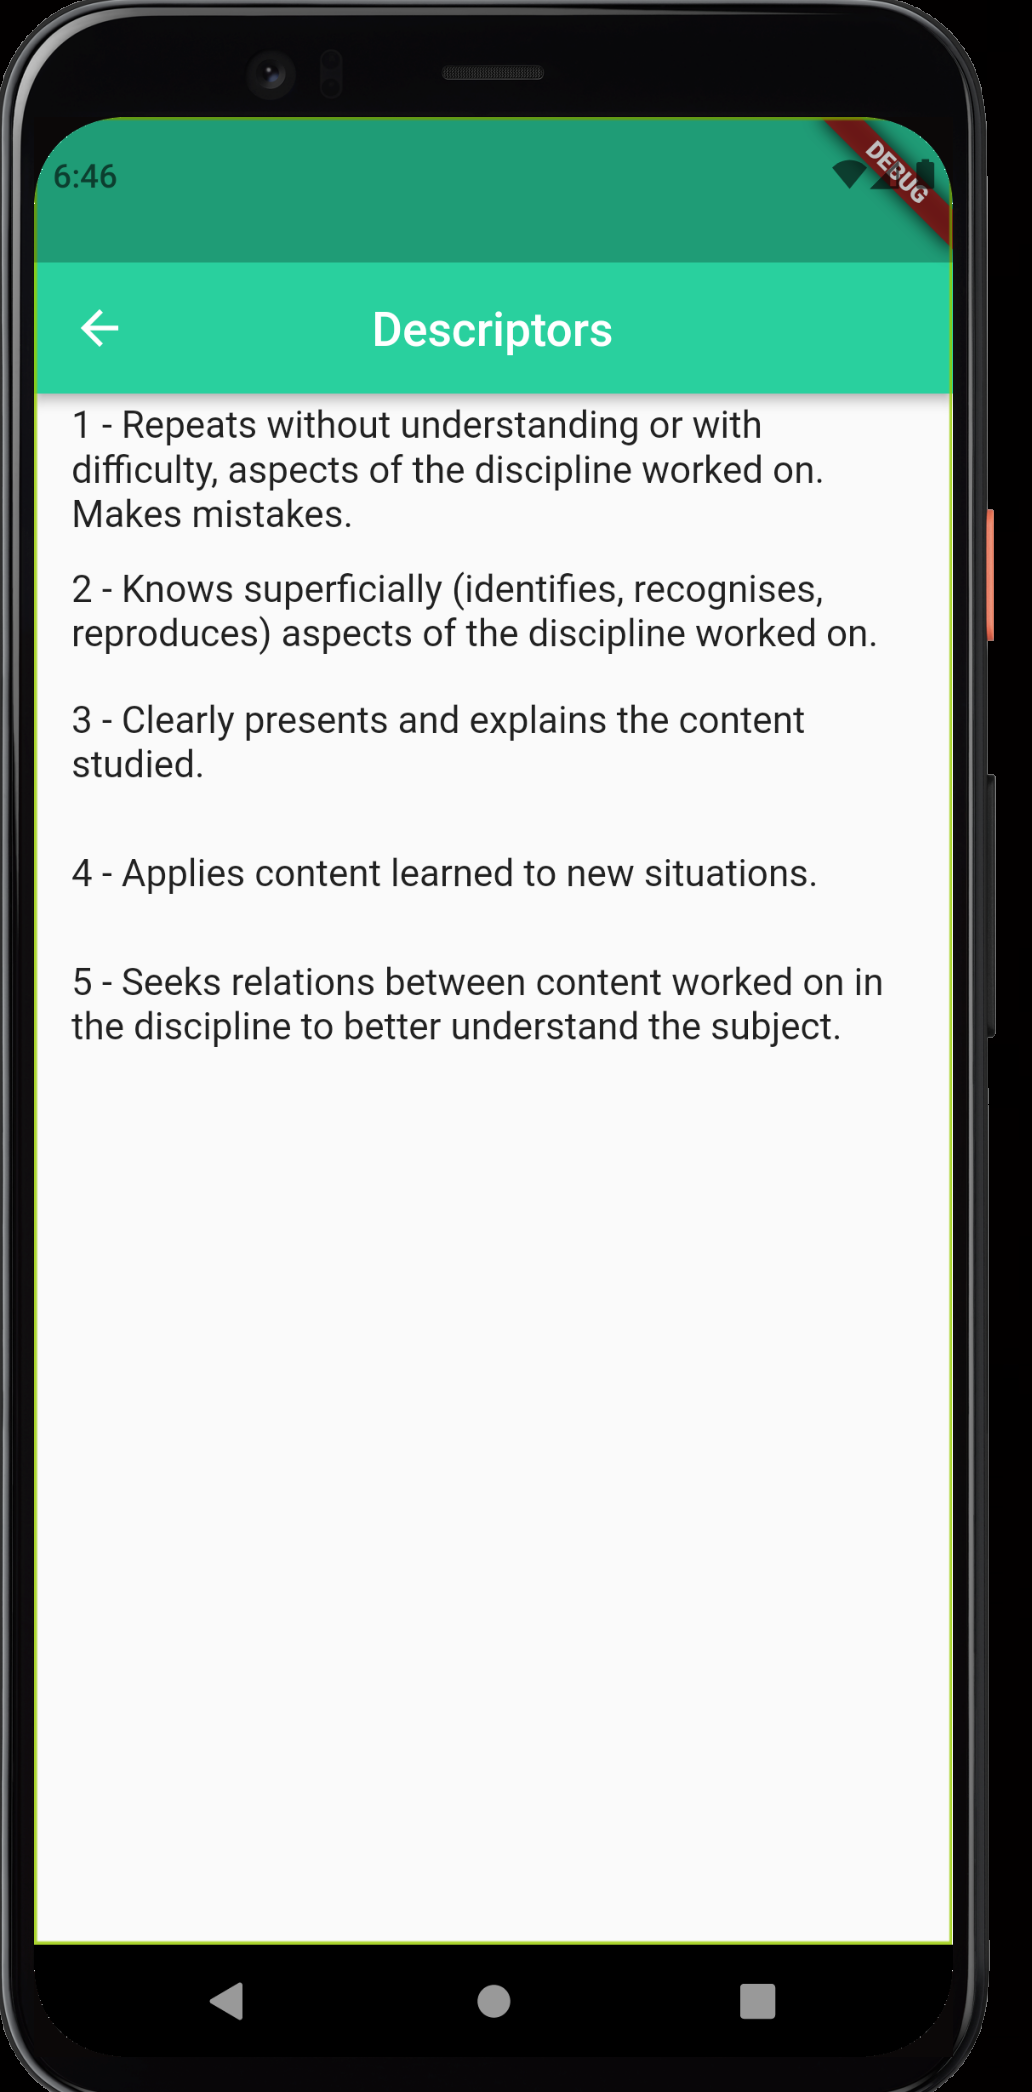 6:46
DEBUG
Descriptors
1 - Repeats without understanding or with
difficulty, aspects of the discipline worked on.
Makes mistakes.
2 - Knows superficially (identifies, recognises,
reproduces) aspects of the discipline worked on.
3 - Clearly presents and explains the content
studied.
4 - Applies content learned to new situations.
5 - Seeks relations between content worked on in
the discipline to better understand the subject.